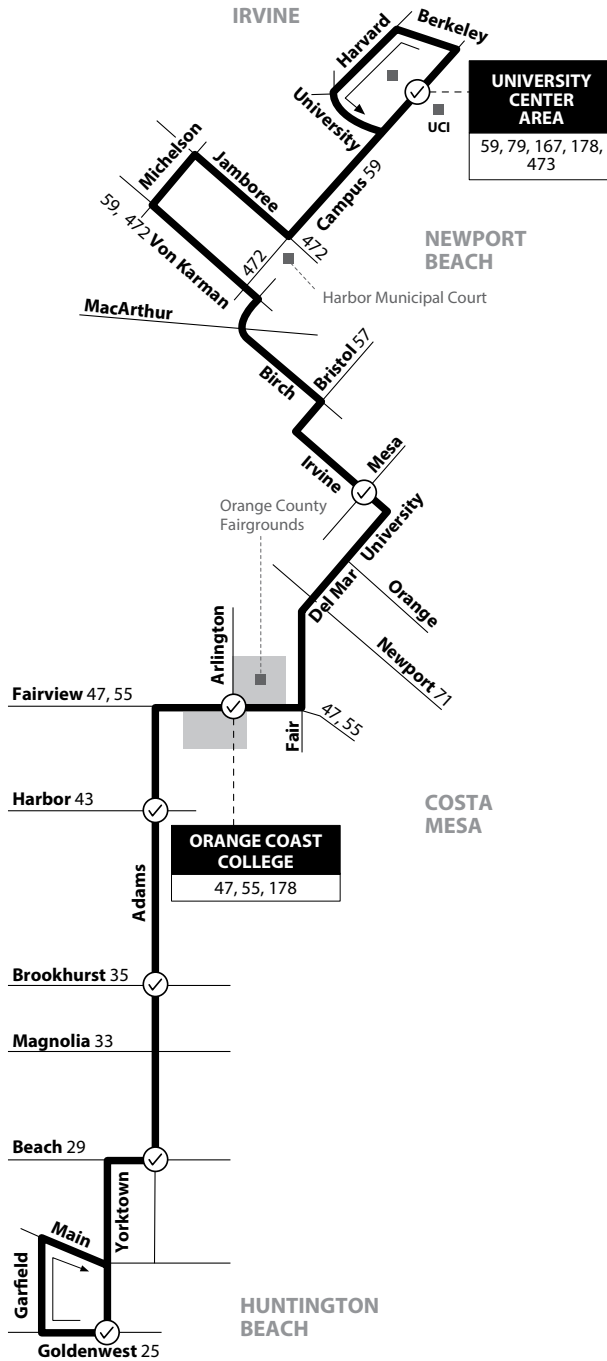 IRVINE
Berkeley
Harvard
University
UNIVERSITY
CENTER
AREA
59, 79, 167, 178,
473
UCI
Michelson
Jamboree
Campus 59
59, 472
Von Karman
472
472
NEWPORT
BEACH
Harbor Municipal Court
MacArthur
Birch
Bristol 57
Irvine
Mesa
University
Orange County
Fairgrounds
Del Mar
Orange
Newport 71
Arlington
Fairview 47, 55
Fair
47, 55
Harbor 43
COSTA
MESA
ORANGE COAST
COLLEGE
47, 55, 178
Adams
Brookhurst 35
Magnolia 33
Beach 29
Yorktown
Main
Garfield
HUNTINGTON
BEACH
Goldenwest 25